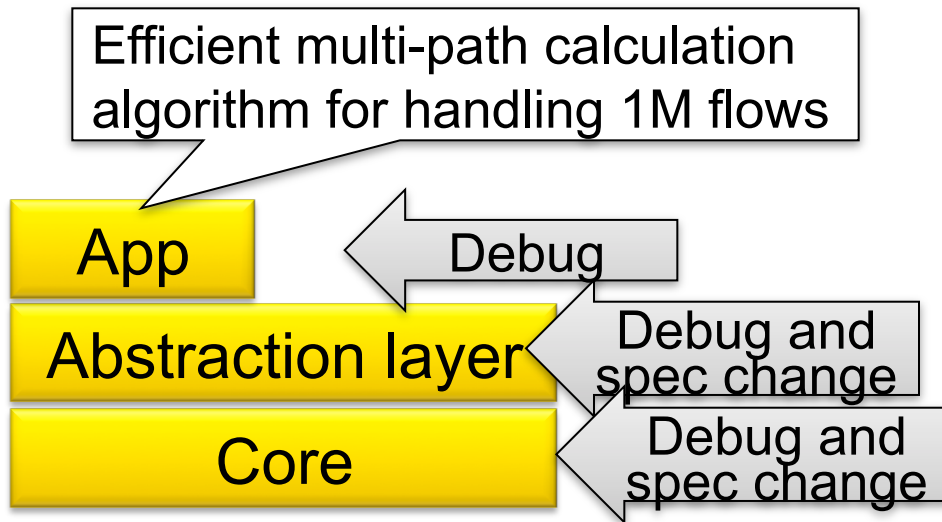 Efficient multi-path calculation
algorithm for handling 1M flows
App
Debug
Abstraction layer
Debug and
spec change
Core
Debug and
spec change